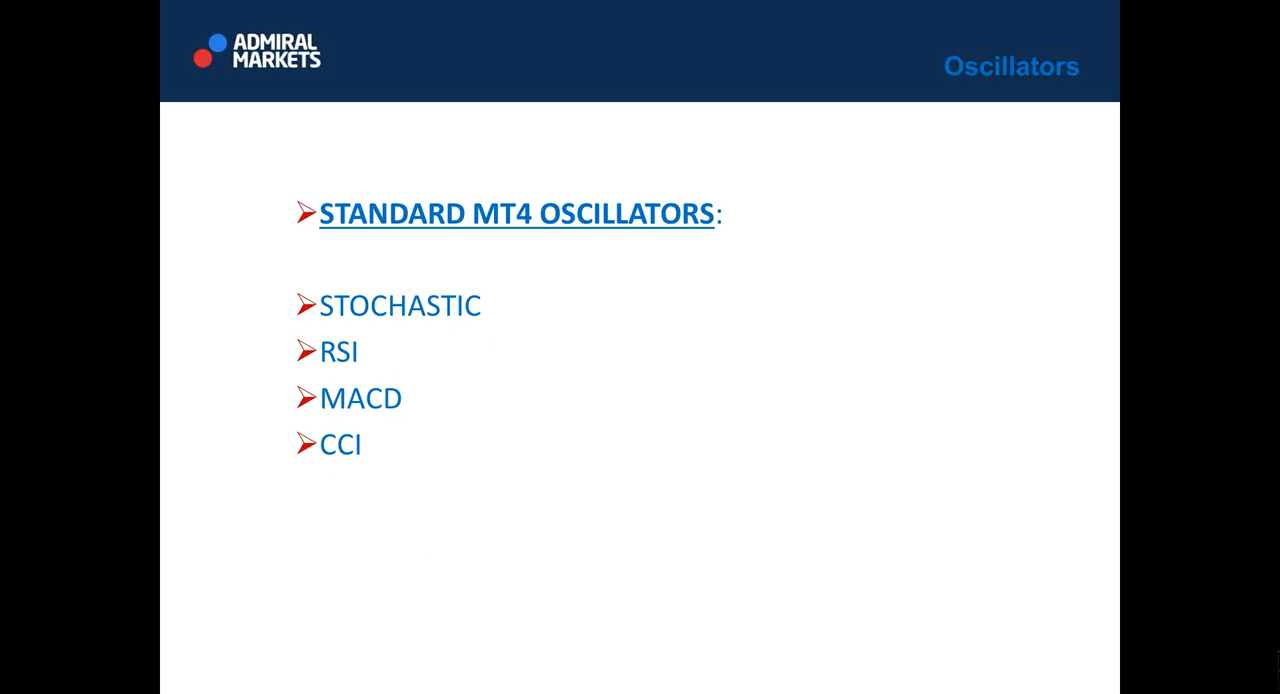 ADMIRAL
MARKETS
Oscillators
STANDARD MT4 OSCILLATORS:
STOCHASTIC
RSI
MACD
CCI